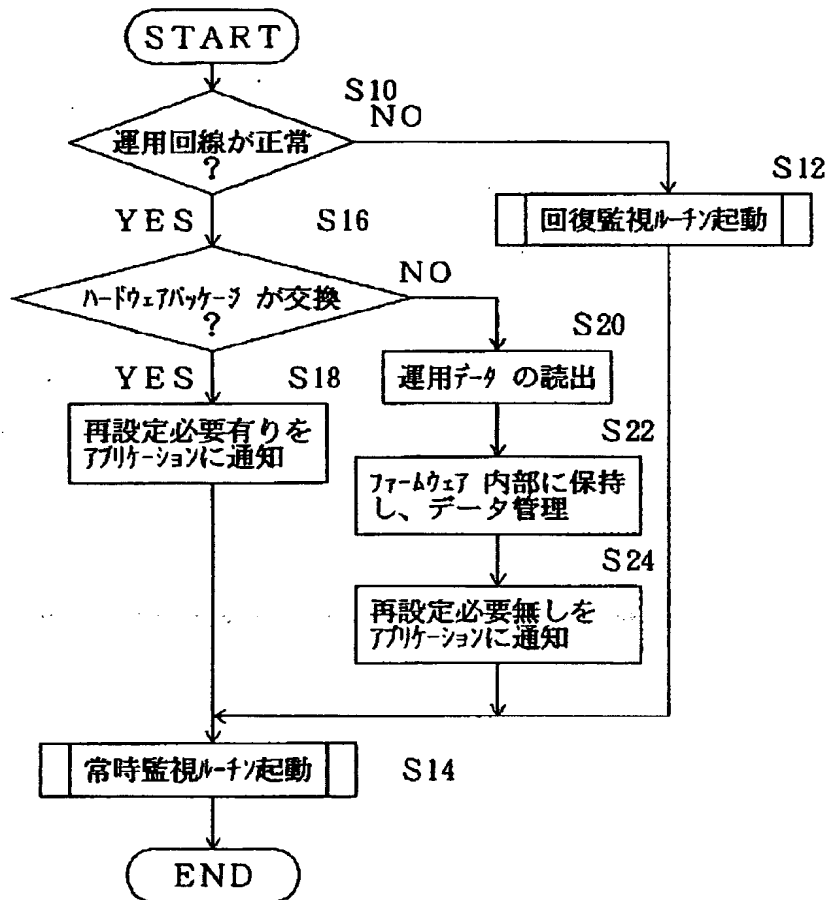 START
S10
NO
運用回線が正常
?
S12
回復監視ﾙｰﾁﾝ起動
YES
S16
ﾊｰﾄﾞｳｪｱﾊﾟｯｹｰｼﾞ が交換
?
NO
S20
運用ﾃﾞｰﾀ の読出
YES
S18
再設定必要有りを
ｱﾌﾟﾘｹｰｼｮﾝに通知
S22
ﾌｧｰﾑｳｪｱ 内部に保持
し、データ管理
S24
再設定必要無しを
ｱﾌﾟﾘｹｰｼｮﾝに通知
常時監視ﾙｰﾁﾝ起動
S14
END